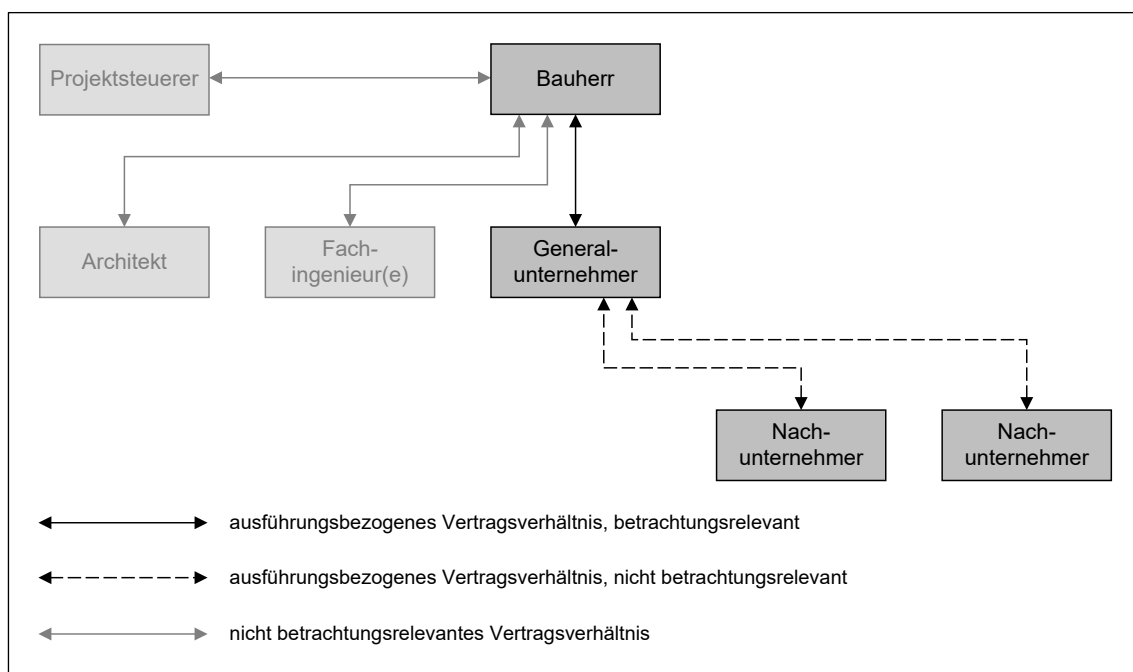 Projektsteuerer
Bauherr
Architekt
Fach-
ingenieur(e)
General-
unternehmer
Nach-
unternehmer
Nach-
unternehmer
ausführungsbezogenes Vertragsverhältnis, betrachtungsrelevant
ausführungsbezogenes Vertragsverhältnis, nicht betrachtungsrelevant
nicht betrachtungsrelevantes Vertragsverhältnis